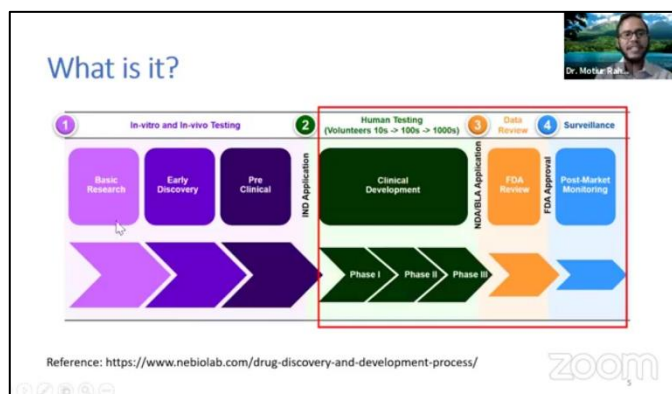 What is it?
Dr. Motiur Rah...
1
In-vitro and In-vivo Testing
2
Human Testing
(Volunteers 10s -> 100s -> 1000s)
3
Data
Review
4
Surveillance
Basic
Research
Early
Discovery
Pre
Clinical
IND Application
Clinical
Development
NDA/BLA Application
FDA
Review
FDA Approval
Post-Market
Monitoring
Phase I
Phase II
Phase III
Reference: https://www.nebiolab.com/drug-discovery-and-development-process/
zoom
5